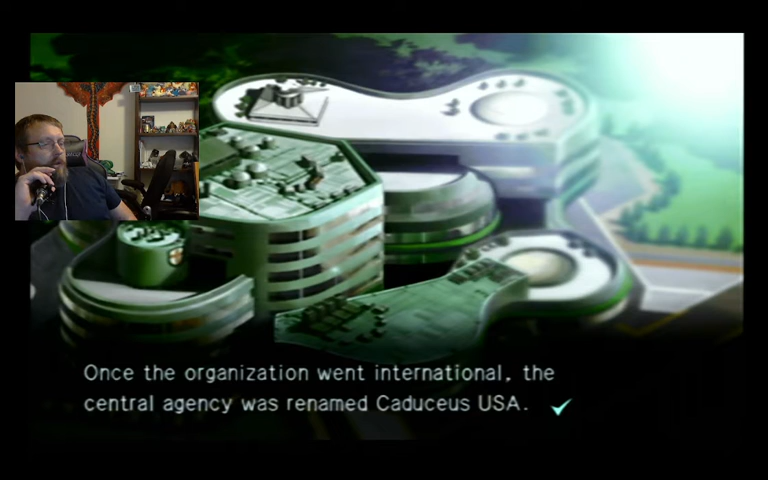 Once the organization went international, the
central agency was renamed Caduceus USA.